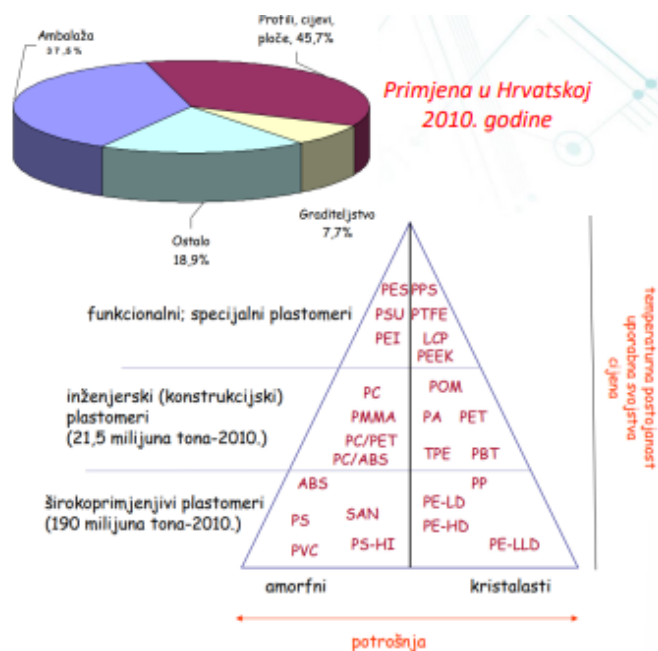 Profili, cijevi,
ploče, 45,7%
Ambalaža
37,8%
Primjena u Hrvatskoj
2010. godine
Graditeljstvo
7,7%
Ostala
18,9%
funkcionalni; specijalni plastomeri
PES PPS
PSU PTFE
PEI LCP
PEEK
inženjerski (konstrukcijski)
plastomeri
(21,5 milijuna tona-2010.)
PC POM
PMMA PA PET
PC/PET
PC/ABS TPE PBT
širokoprimjenjivi plastomeri
(190 milijuna tona-2010.)
ABS PP
PE-LD
PS SAN PE-HD
PVC PS-HI PE-LLD
amorfni kristalasti
potrošnja
temperaturna postojanost
uporabna svojstva
cijena